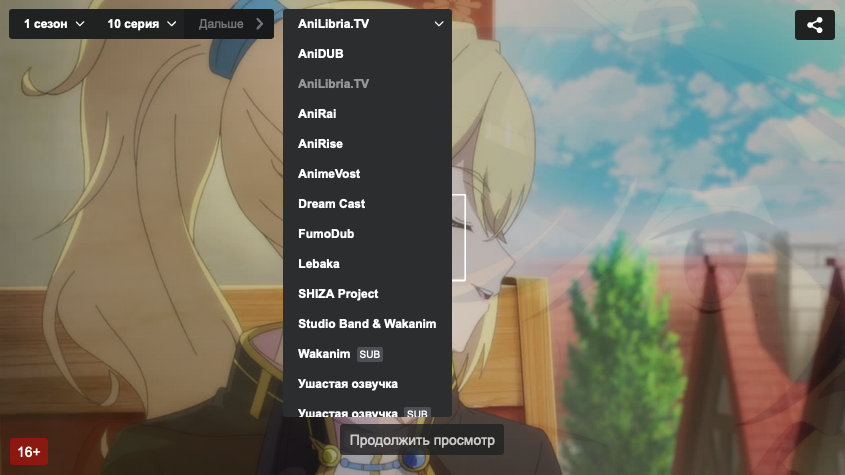 1 сезон 10 серия Дальше AniLibria.TV
AniDUB
AniLibria.TV
AniRai
AniRise
AnimeVost
Dream Cast
FumoDub
Lebaka
SHIZA Project
Studio Band & Wakanim
Wakanim SUB
Ушастая озвучка
Ушастая озвучка SUB
Продолжить просмотр
16+